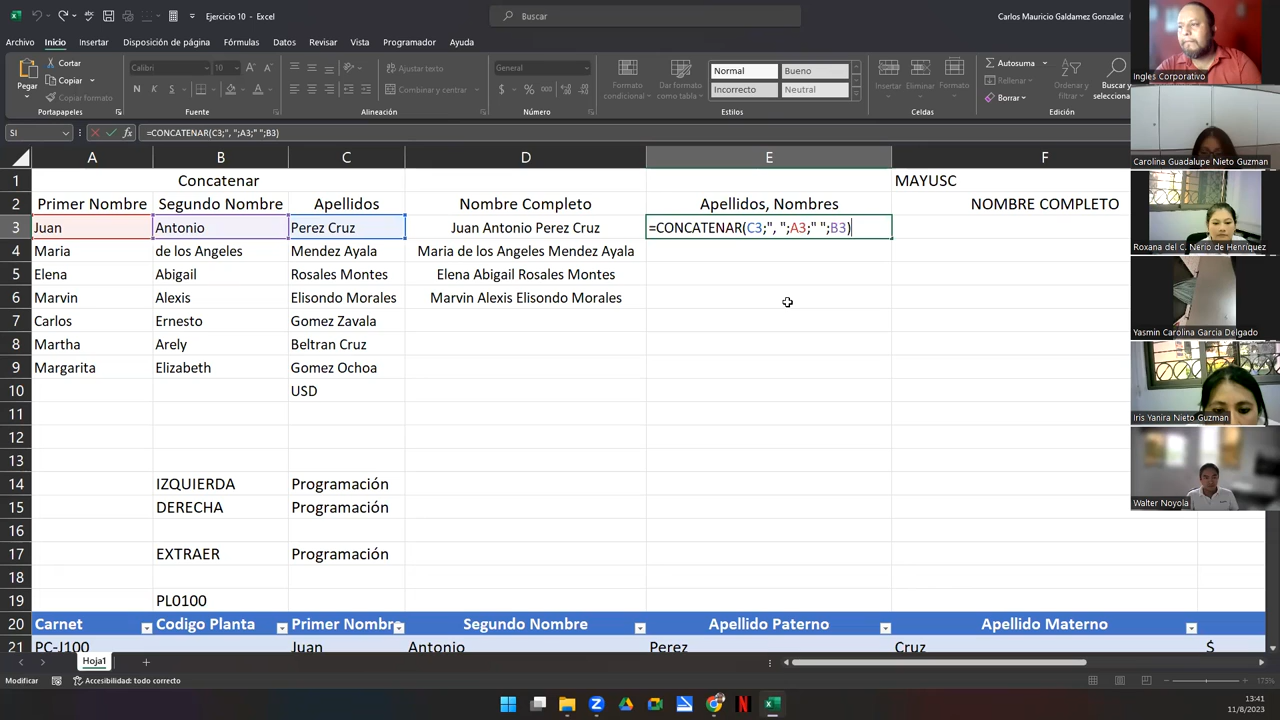 Ejercicio 10 - Excel
Buscar
Carlos Mauricio Galdamez Gonzalez
Archivo Inicio Insertar Disposición de página Fórmulas Datos Revisar Vista Programador Ayuda
Pegar
Cortar
Copiar
Copiar formato
Portapapeles
Calibri 10
N K S
Fuente
Ajustar texto
Combinar y centrar
Alineación
General
Número
Formato condicional
Dar formato como tabla
Normal Bueno
Incorrecto Neutral
Estilos
Insertar Eliminar Formato
Celdas
Autosuma
Rellenar
Borrar
Ordenar y filtrar
Buscar y
Edición
SI =CONCATENAR(C3;", ";A3;" ";B3)
A B C D E F
1 Concatenar MAYUSC
2 Primer Nombre Segundo Nombre Apellidos Nombre Completo Apellidos, Nombres NOMBRE COMPLETO
3 Juan Antonio Perez Cruz Juan Antonio Perez Cruz =CONCATENAR(C3;", ";A3;" ";B3)
4 Maria de los Angeles Mendez Ayala Maria de los Angeles Mendez Ayala
5 Elena Abigail Rosales Montes Elena Abigail Rosales Montes
6 Marvin Alexis Elisondo Morales Marvin Alexis Elisondo Morales
7 Carlos Ernesto Gomez Zavala
8 Martha Arely Beltran Cruz
9 Margarita Elizabeth Gomez Ochoa
10 USD
11
12
13
14 IZQUIERDA Programación
15 DERECHA Programación
16
17 EXTRAER Programación
18
19 PL0100
20 Carnet Codigo Planta Primer Nombre Segundo Nombre Apellido Paterno Apellido Materno
21 PC-J100 Juan Antonio Perez Cruz $
Hoja1
Modificar Accesibilidad: todo correcto 173%
13:41
11/8/2023
Ingles Corporativo
Carolina Guadalupe Nieto Guzman
Roxana del C. Nerio de Henriquez
Yasmin Carolina Garcia Delgado
Iris Yanira Nieto Guzman
Walter Noyola